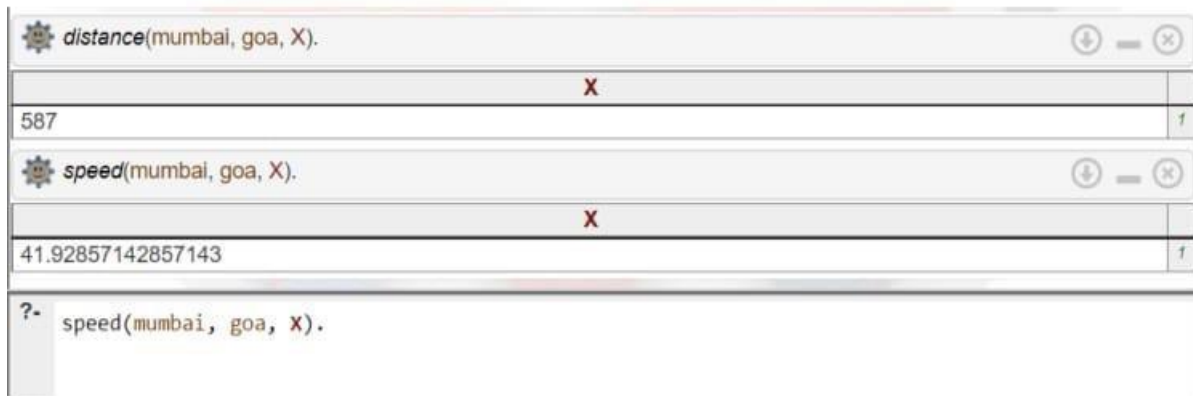 distance(mumbai, goa, X).
X
587 1
speed(mumbai, goa, X).
X
41.92857142857143 1
?- speed(mumbai, goa, X).